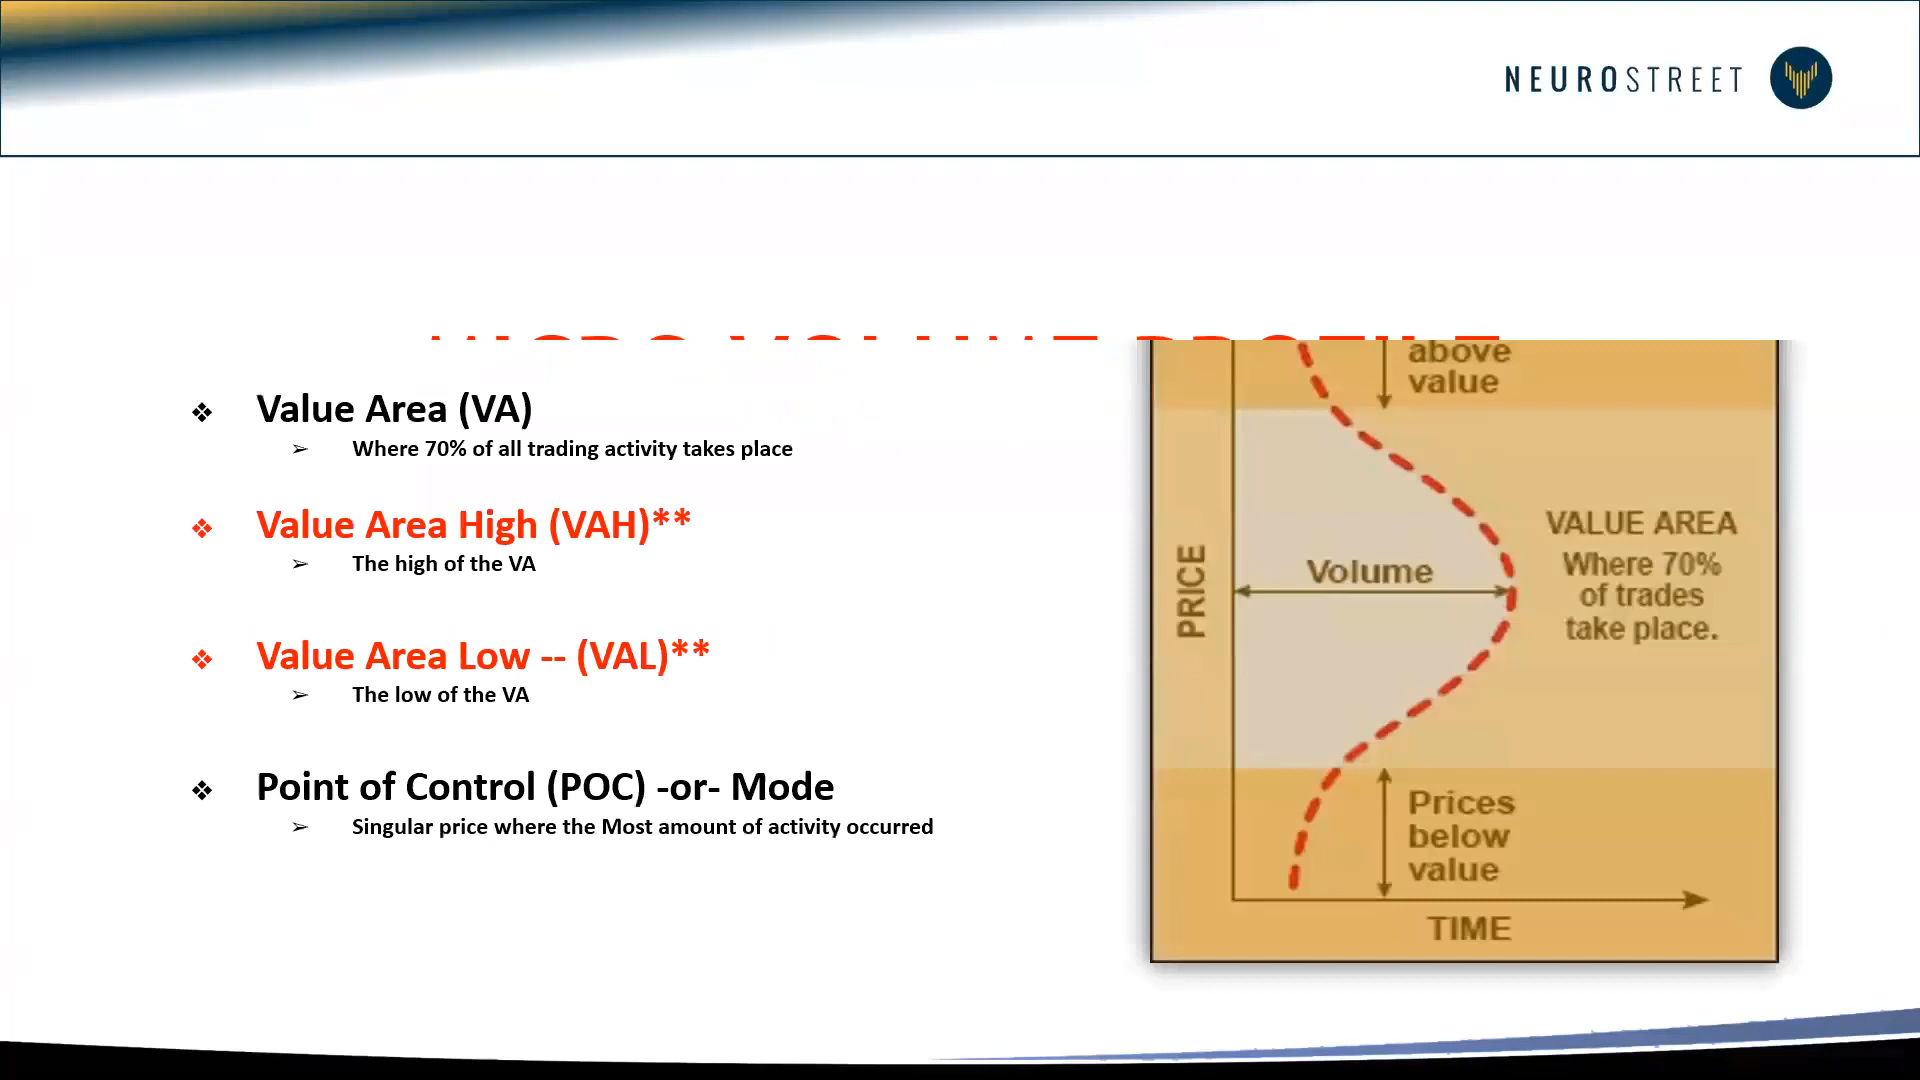 NEUROSTREET
MICRO VOLUME PROFILE
❖ Value Area (VA)
➢ Where 70% of all trading activity takes place
❖ Value Area High (VAH)**
➢ The high of the VA
❖ Value Area Low -- (VAL)**
➢ The low of the VA
❖ Point of Control (POC) -or- Mode
➢ Singular price where the Most amount of activity occurred
above
value
PRICE
Volume
VALUE AREA
Where 70%
of trades
take place.
Prices
below
value
TIME